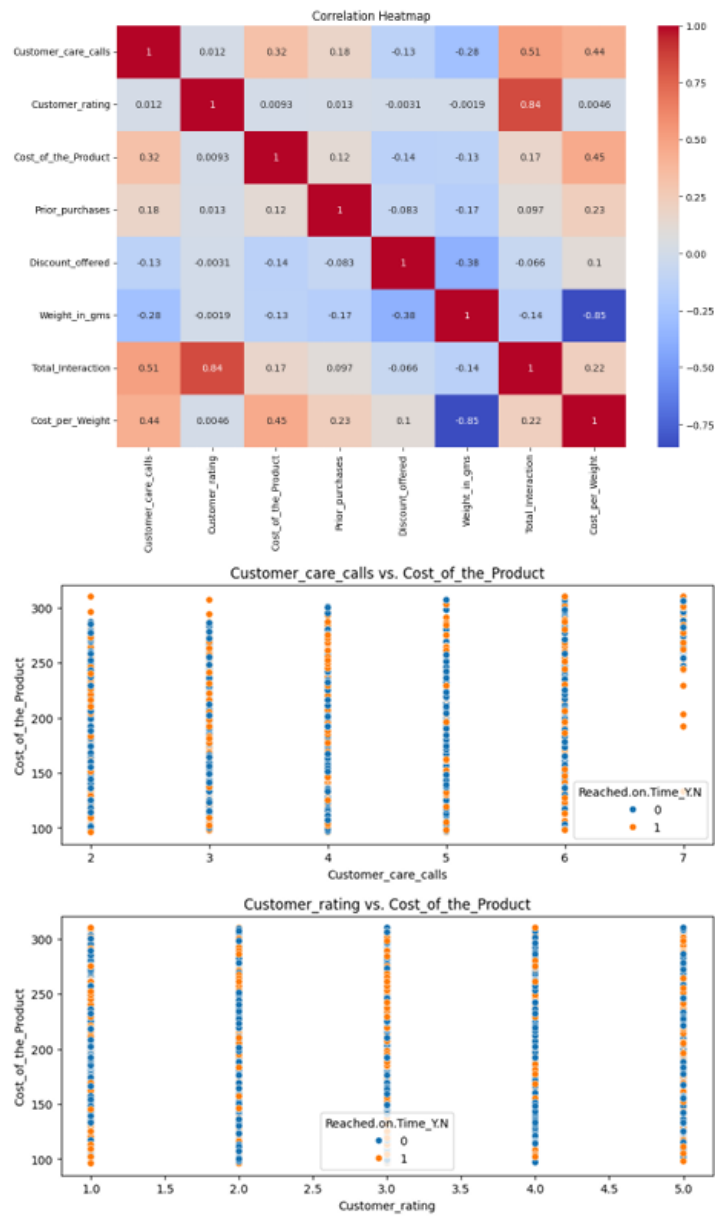 Correlation Heatmap
Customer_care_calls 1 0.012 0.32 0.18 -0.13 -0.28 0.51 0.44
Customer_rating 0.012 1 0.0093 0.013 -0.0031 -0.0019 0.84 0.0046
Cost_of_the_Product 0.32 0.0093 1 0.12 -0.14 -0.13 0.17 0.45
Prior_purchases 0.18 0.013 0.12 1 -0.083 -0.17 0.097 0.23
Discount_offered -0.13 -0.0031 -0.14 -0.083 1 -0.38 -0.066 0.1
Weight_in_gms -0.28 -0.0019 -0.13 -0.17 -0.38 1 -0.14 -0.85
Total_Interaction 0.51 0.84 0.17 0.097 -0.066 -0.14 1 0.22
Cost_per_Weight 0.44 0.0046 0.45 0.23 0.1 -0.85 0.22 1
Customer_care_calls
Customer_rating
Cost_of_the_Product
Prior_purchases
Discount_offered
Weight_in_gms
Total_Interaction
Cost_per_Weight
1.00
0.75
0.50
0.25
0.00
−0.25
−0.50
−0.75
Customer_care_calls vs. Cost_of_the_Product
Cost_of_the_Product
300
250
200
150
100
Reached.on.Time_Y.N
0
1
2 3 4 5 6 7
Customer_care_calls
Customer_rating vs. Cost_of_the_Product
Cost_of_the_Product
300
250
200
150
100
Reached.on.Time_Y.N
0
1
1.0 1.5 2.0 2.5 3.0 3.5 4.0 4.5 5.0
Customer_rating